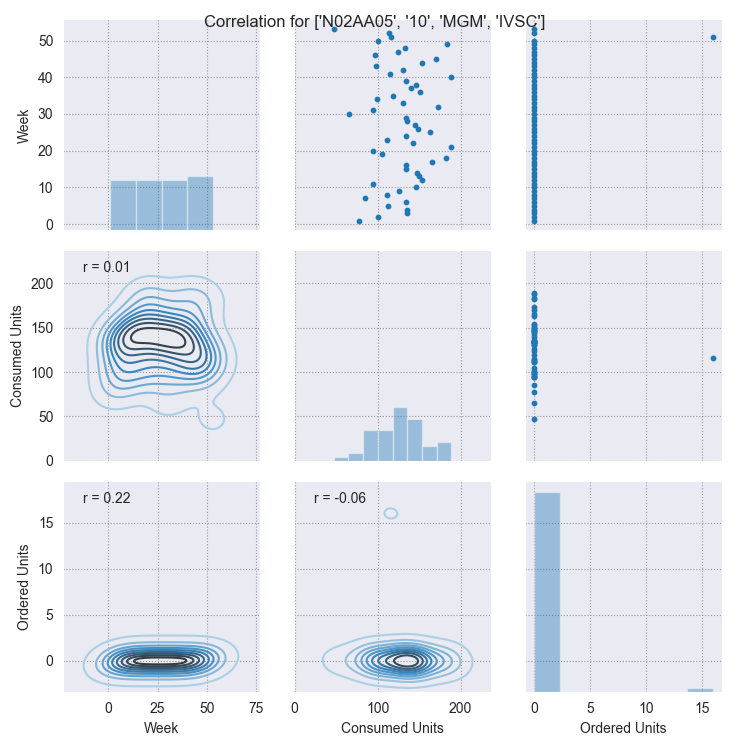 Correlation for ['N02AA05', '10', 'MGM', 'IVSC']
50
40
30
20
10
0
Week
r = 0.01
200
150
100
50
0
Consumed Units
r = 0.22
r = -0.06
15
10
5
0
Ordered Units
0 25 50 75
0 100 200
0 5 10 15
Week
Consumed Units
Ordered Units